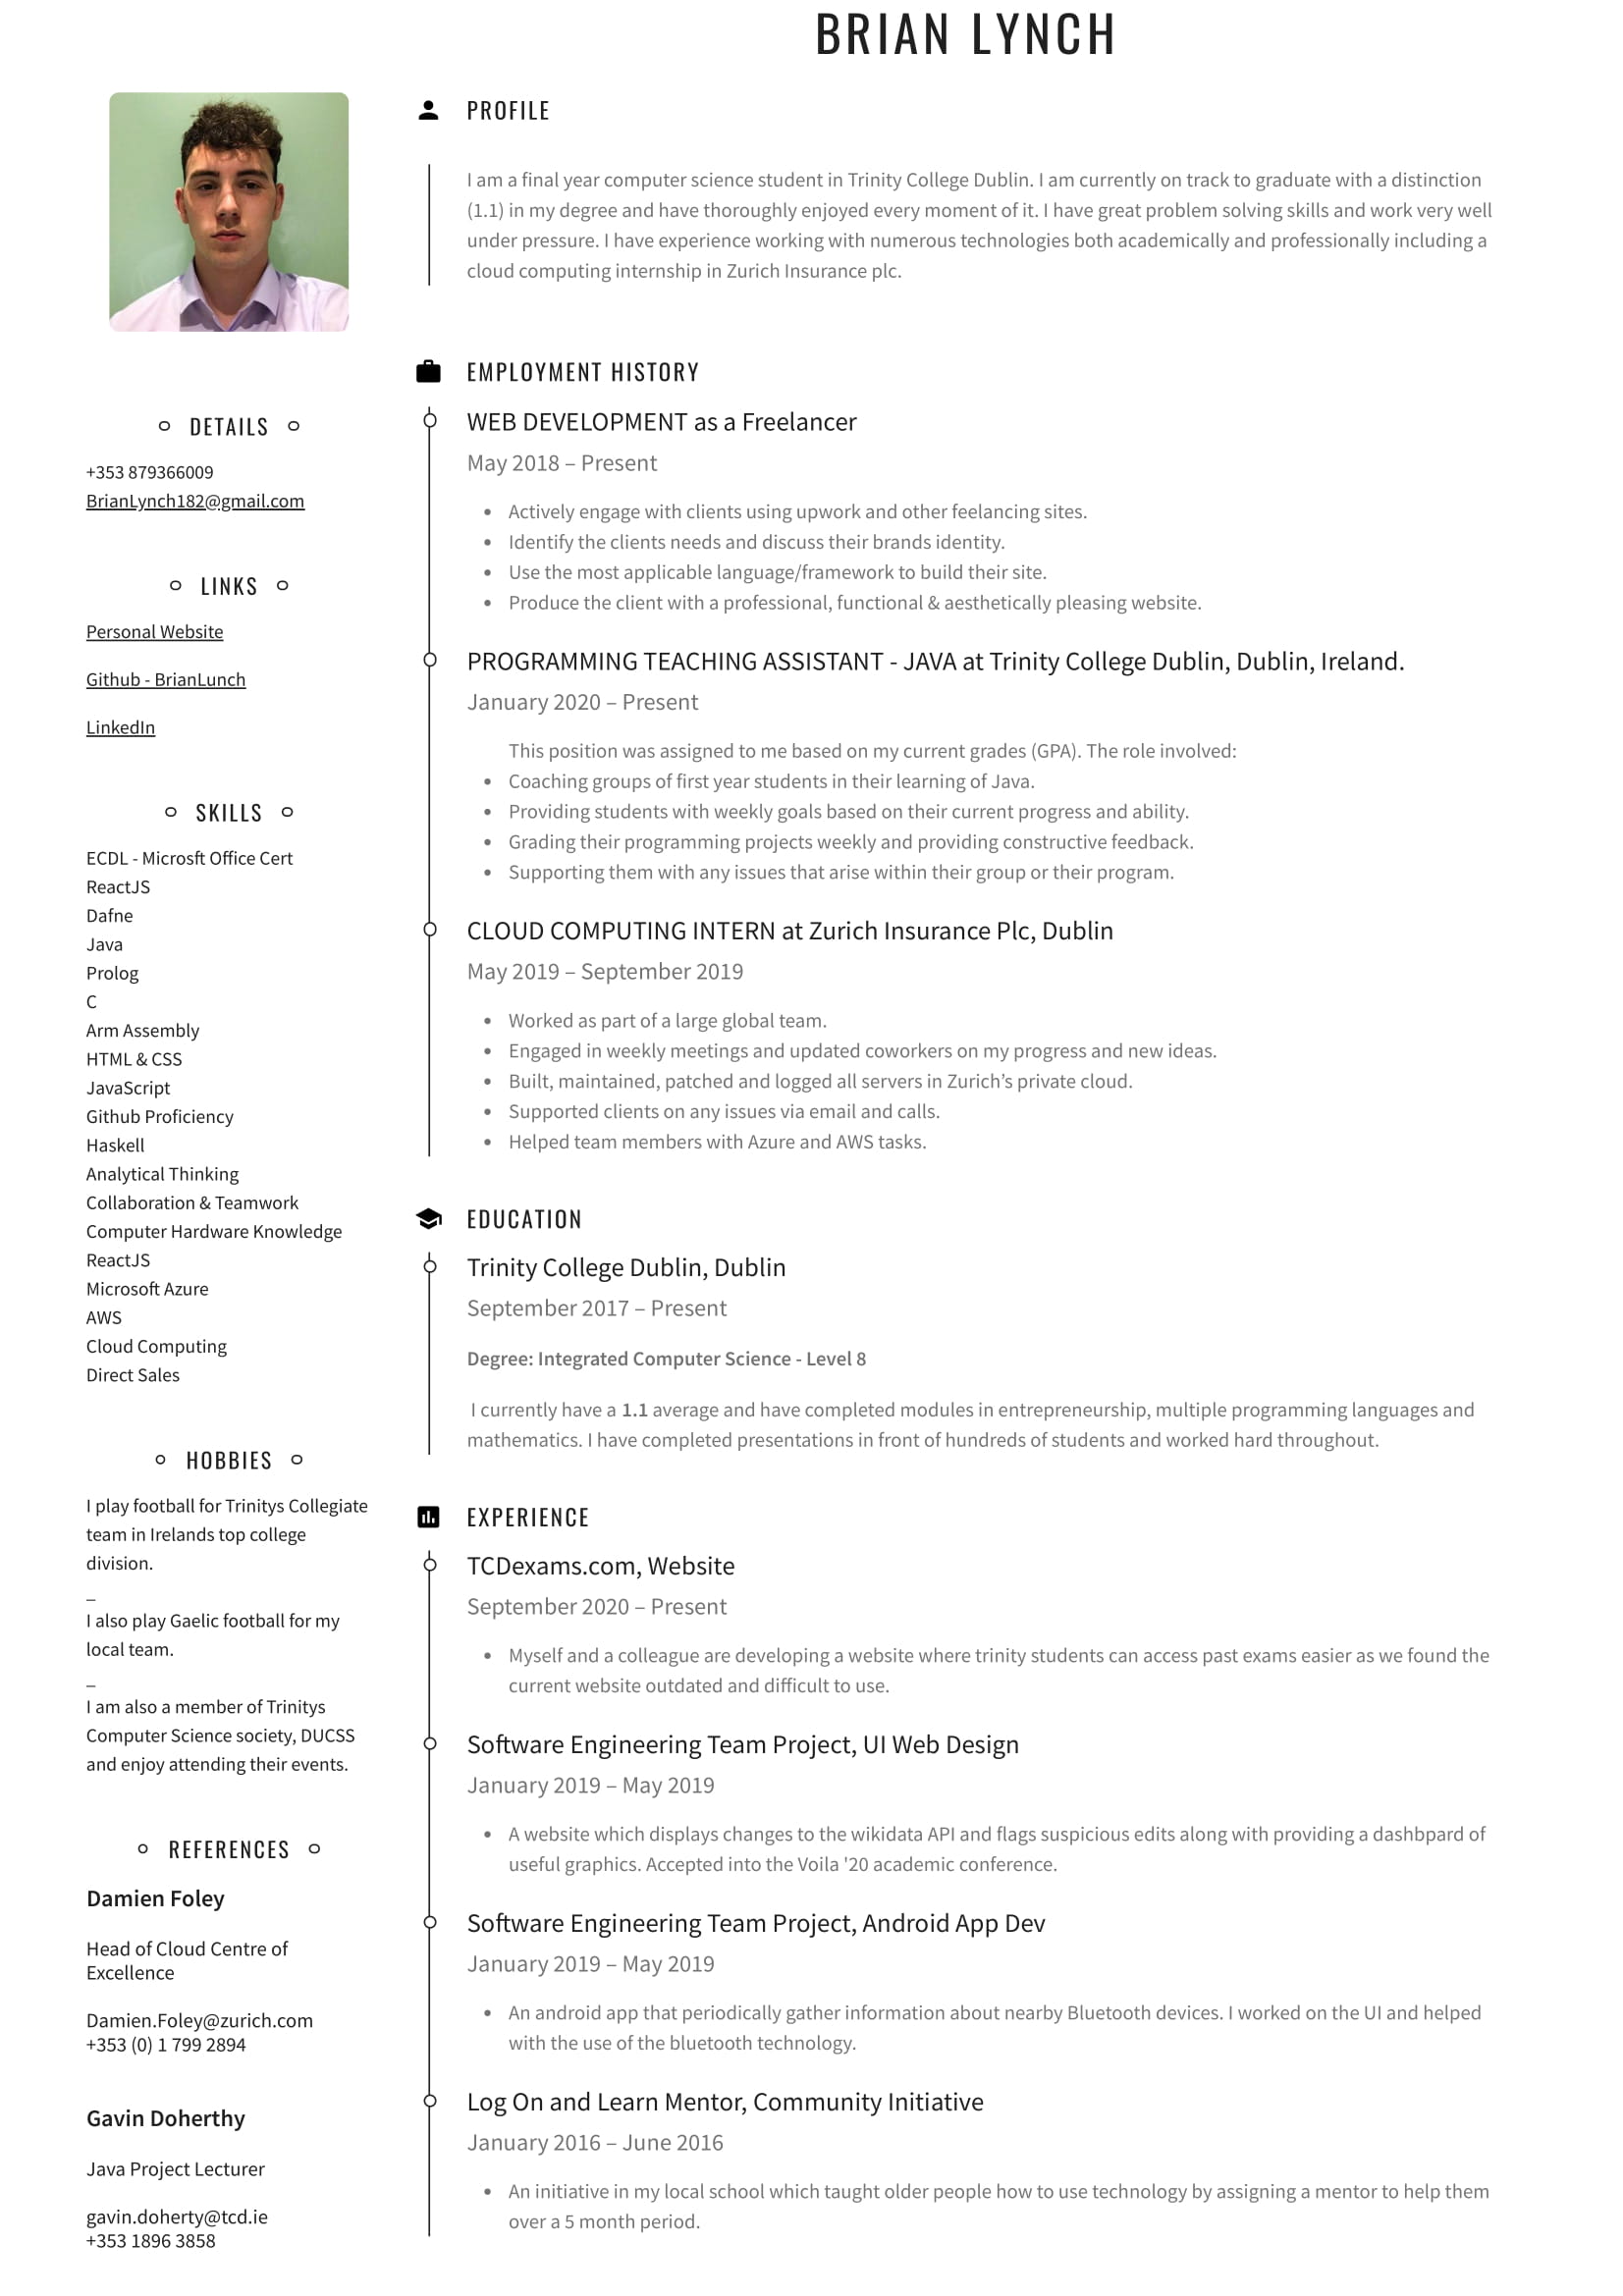 BRIAN LYNCH
DETAILS
+353 879366009
BrianLynch182@gmail.com
LINKS
Personal Website
Github - BrianLunch
LinkedIn
SKILLS
ECDL - Microsft Office Cert
ReactJS
Dafne
Java
Prolog
C
Arm Assembly
HTML & CSS
JavaScript
Github Proficiency
Haskell
Analytical Thinking
Collaboration & Teamwork
Computer Hardware Knowledge
ReactJS
Microsoft Azure
AWS
Cloud Computing
Direct Sales
HOBBIES
I play football for Trinitys Collegiate
team in Irelands top college
division.
_
I also play Gaelic football for my
local team.
_
I am also a member of Trinitys
Computer Science society, DUCSS
and enjoy attending their events.
REFERENCES
Damien Foley
Head of Cloud Centre of
Excellence
Damien.Foley@zurich.com
+353 (0) 1 799 2894
Gavin Doherthy
Java Project Lecturer
gavin.doherty@tcd.ie
+353 1896 3858
PROFILE
I am a final year computer science student in Trinity College Dublin. I am currently on track to graduate with a distinction
(1.1) in my degree and have thoroughly enjoyed every moment of it. I have great problem solving skills and work very well
under pressure. I have experience working with numerous technologies both academically and professionally including a
cloud computing internship in Zurich Insurance plc.
EMPLOYMENT HISTORY
WEB DEVELOPMENT as a Freelancer
May 2018 – Present
• Actively engage with clients using upwork and other feelancing sites.
• Identify the clients needs and discuss their brands identity.
• Use the most applicable language/framework to build their site.
• Produce the client with a professional, functional & aesthetically pleasing website.
PROGRAMMING TEACHING ASSISTANT - JAVA at Trinity College Dublin, Dublin, Ireland.
January 2020 – Present
This position was assigned to me based on my current grades (GPA). The role involved:
• Coaching groups of first year students in their learning of Java.
• Providing students with weekly goals based on their current progress and ability.
• Grading their programming projects weekly and providing constructive feedback.
• Supporting them with any issues that arise within their group or their program.
CLOUD COMPUTING INTERN at Zurich Insurance Plc, Dublin
May 2019 – September 2019
• Worked as part of a large global team.
• Engaged in weekly meetings and updated coworkers on my progress and new ideas.
• Built, maintained, patched and logged all servers in Zurich’s private cloud.
• Supported clients on any issues via email and calls.
• Helped team members with Azure and AWS tasks.
EDUCATION
Trinity College Dublin, Dublin
September 2017 – Present
Degree: Integrated Computer Science - Level 8
I currently have a 1.1 average and have completed modules in entrepreneurship, multiple programming languages and
mathematics. I have completed presentations in front of hundreds of students and worked hard throughout.
EXPERIENCE
TCDexams.com, Website
September 2020 – Present
• Myself and a colleague are developing a website where trinity students can access past exams easier as we found the
current website outdated and difficult to use.
Software Engineering Team Project, UI Web Design
January 2019 – May 2019
• A website which displays changes to the wikidata API and flags suspicious edits along with providing a dashbpard of
useful graphics. Accepted into the Voila '20 academic conference.
Software Engineering Team Project, Android App Dev
January 2019 – May 2019
• An android app that periodically gather information about nearby Bluetooth devices. I worked on the UI and helped
with the use of the bluetooth technology.
Log On and Learn Mentor, Community Initiative
January 2016 – June 2016
• An initiative in my local school which taught older people how to use technology by assigning a mentor to help them
over a 5 month period.